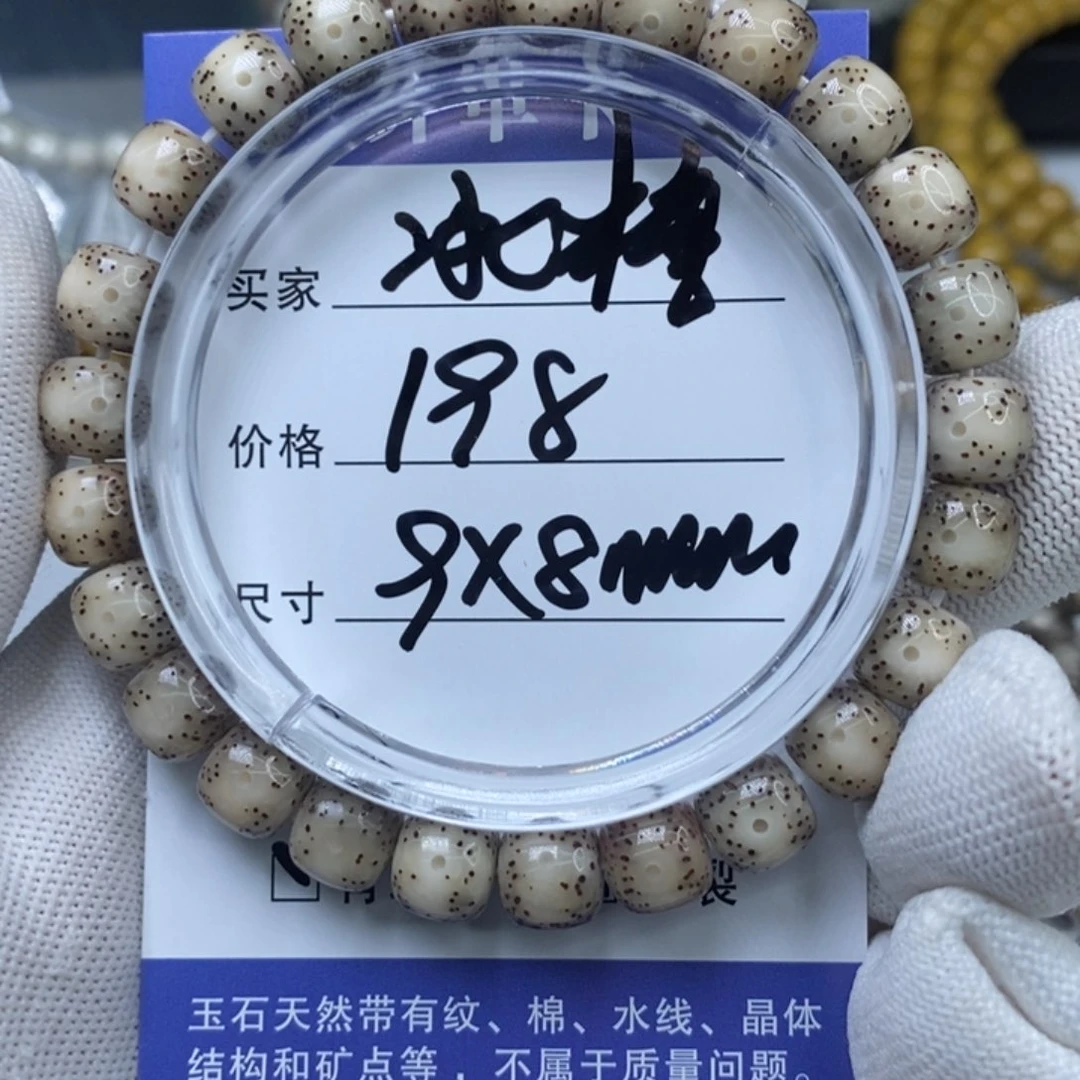 买家
价格 198
尺寸 9X8mm
玉石天然带有纹、棉、水线、晶体
结构和矿点等，不属于质量问题。